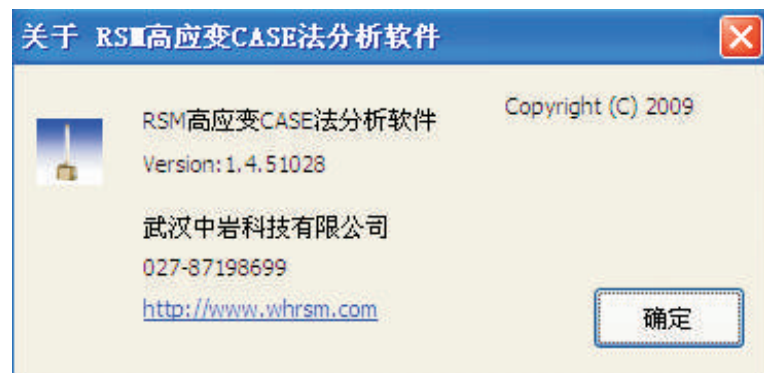 关于 RSM高应变CASE法分析软件
RSM高应变CASE法分析软件
Copyright (C) 2009
Version:1.4.51028
武汉中岩科技有限公司
027-87198699
http://www.whrsm.com
确定